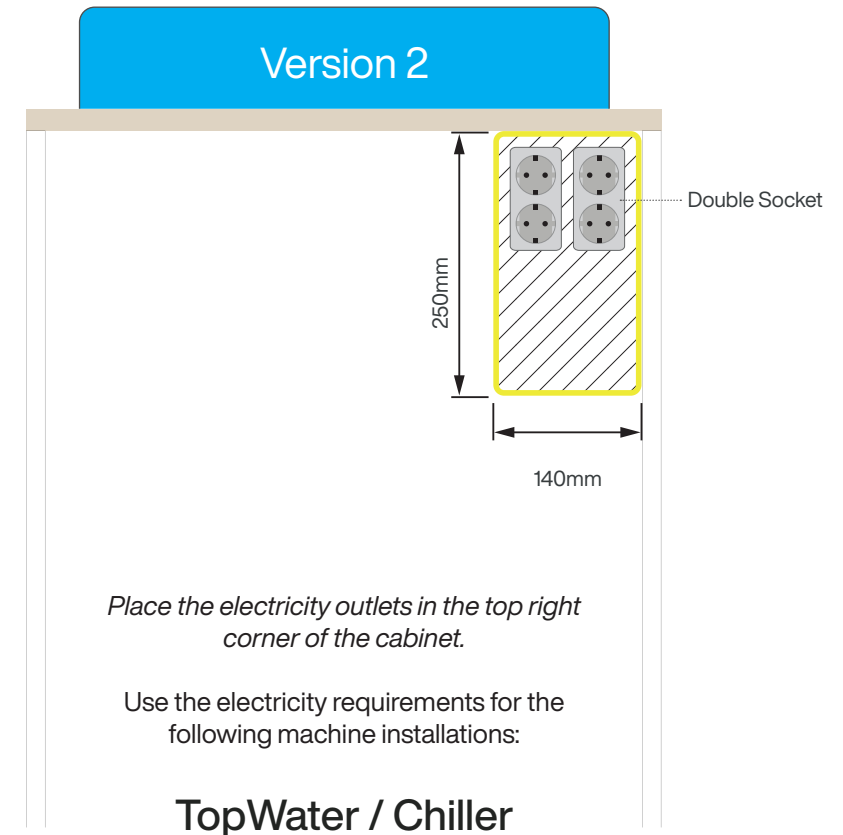 Version 2
Double Socket
250mm
140mm
Place the electricity outlets in the top right
corner of the cabinet.
Use the electricity requirements for the
following machine installations:
TopWater / Chiller